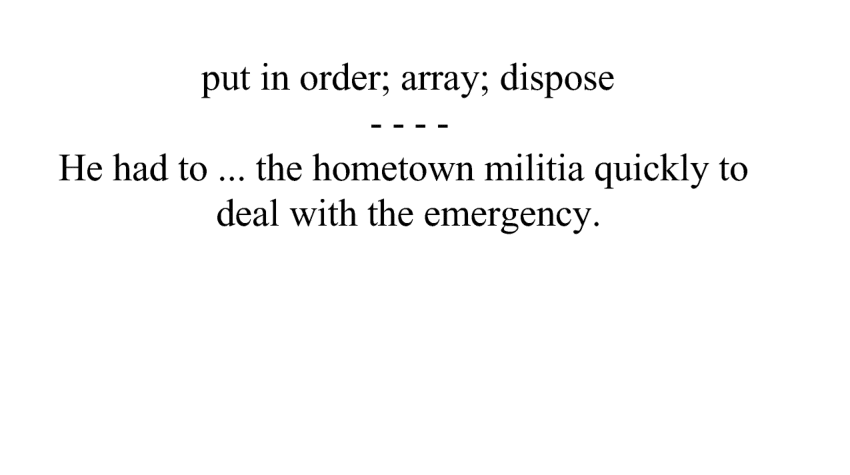 put in order; array; dispose
- - - -
He had to ... the hometown militia quickly to
deal with the emergency.